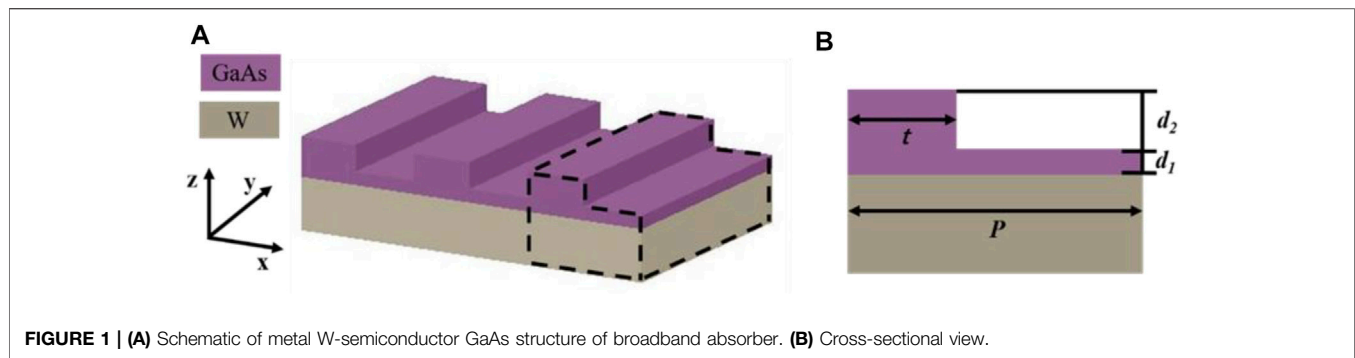 A
GaAs
W
z
y
x
B
t
d2
d1
P
FIGURE 1 | (A) Schematic of metal W-semiconductor GaAs structure of broadband absorber. (B) Cross-sectional view.